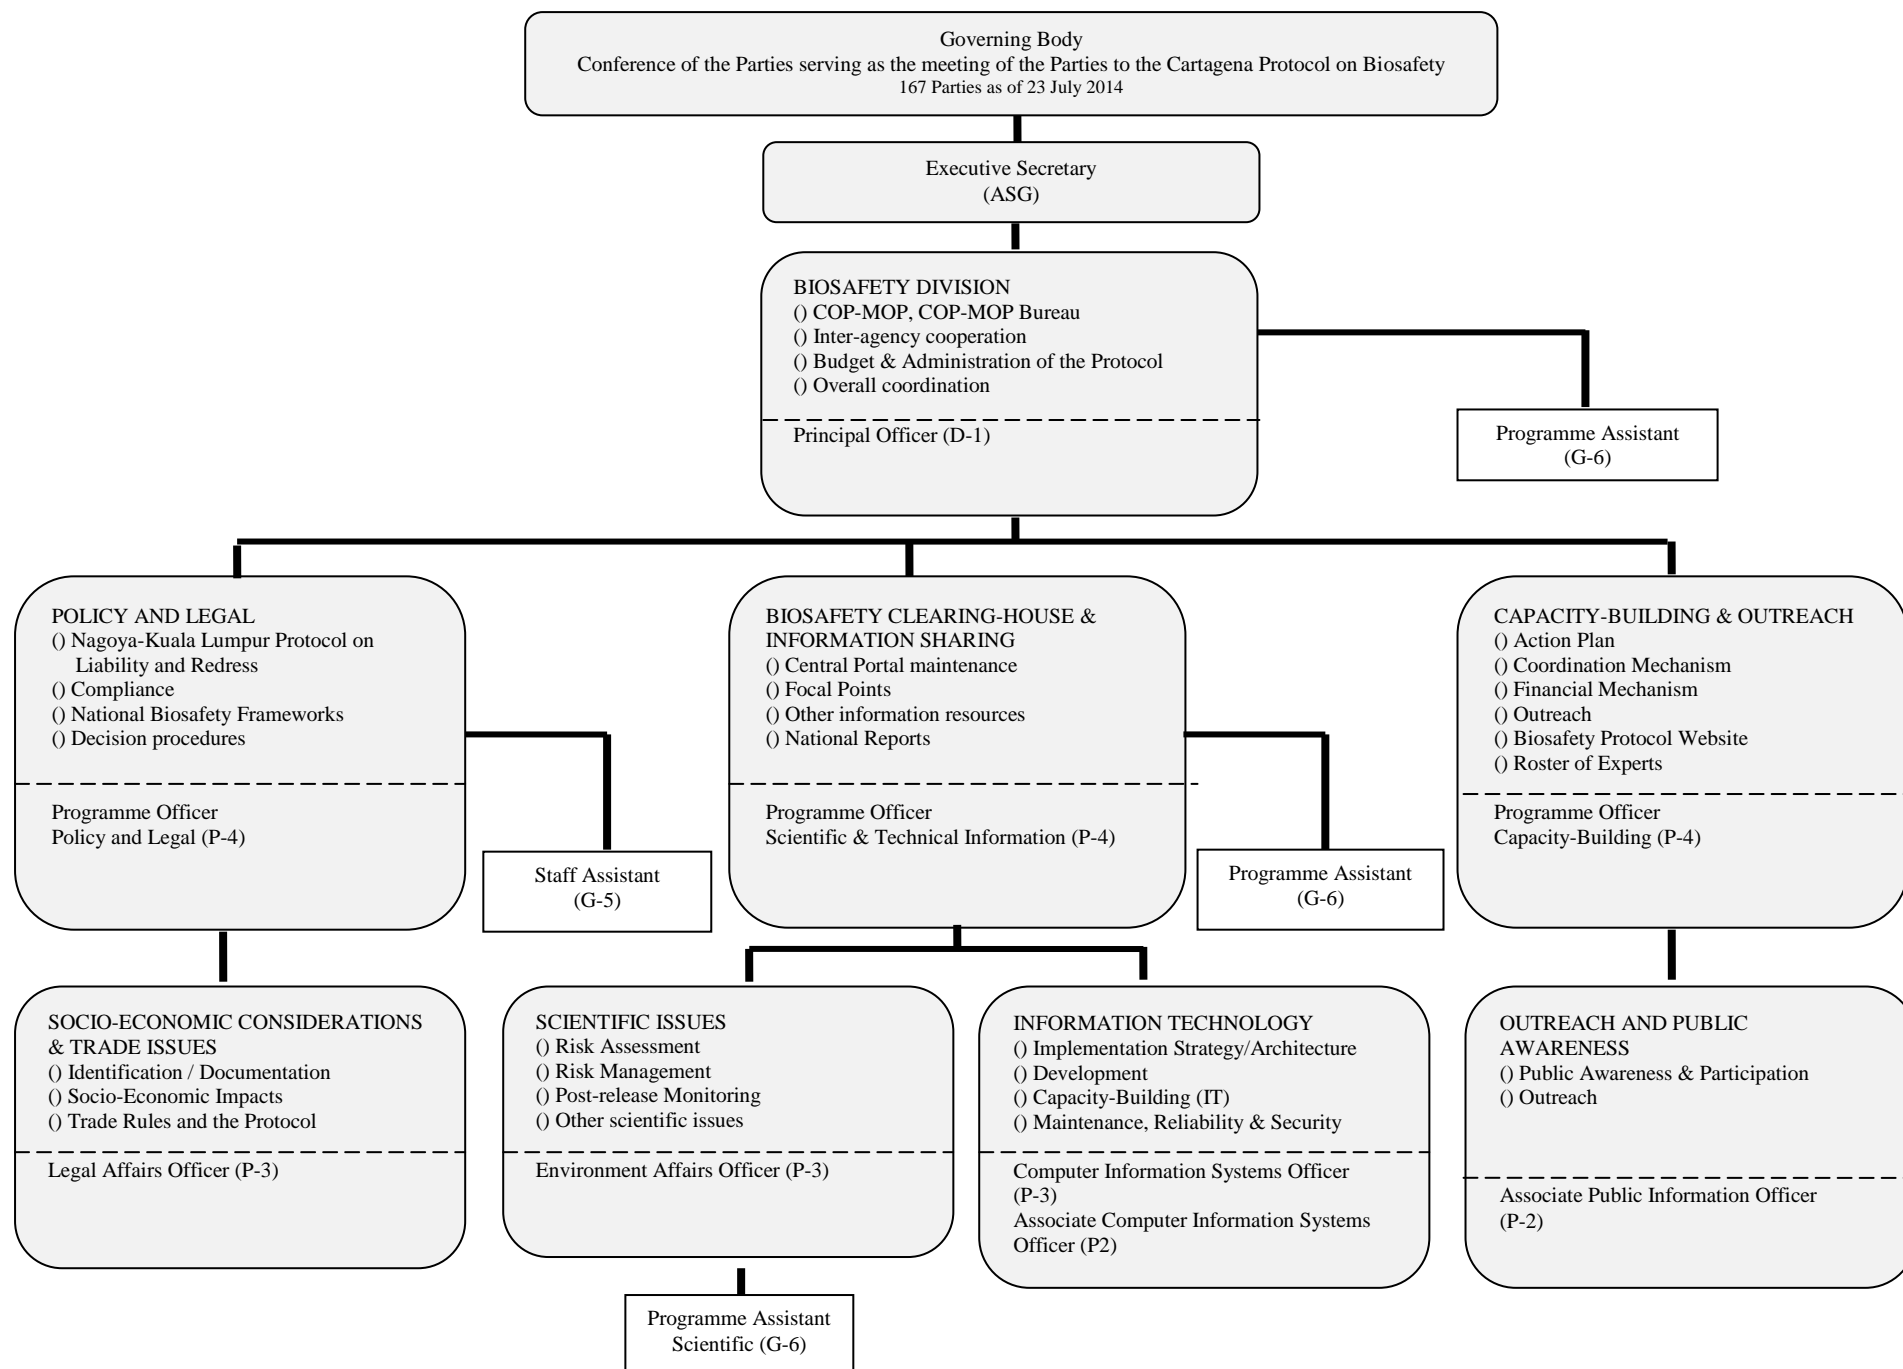 Governing Body
Conference of the Parties serving as the meeting of the Parties to the Cartagena Protocol on Biosafety
167 Parties as of 23 July 2014
Executive Secretary
(ASG)
BIOSAFETY DIVISION
() COP-MOP, COP-MOP Bureau
() Inter-agency cooperation
() Budget & Administration of the Protocol
() Overall coordination
Principal Officer (D-1)
Programme Assistant
(G-6)
POLICY AND LEGAL
() Nagoya-Kuala Lumpur Protocol on
Liability and Redress
() Compliance
() National Biosafety Frameworks
() Decision procedures
Programme Officer
Policy and Legal (P-4)
Staff Assistant
(G-5)
BIOSAFETY CLEARING-HOUSE &
INFORMATION SHARING
() Central Portal maintenance
() Focal Points
() Other information resources
() National Reports
Programme Officer
Scientific & Technical Information (P-4)
Programme Assistant
(G-6)
CAPACITY-BUILDING & OUTREACH
() Action Plan
() Coordination Mechanism
() Financial Mechanism
() Outreach
() Biosafety Protocol Website
() Roster of Experts
Programme Officer
Capacity-Building (P-4)
SOCIO-ECONOMIC CONSIDERATIONS
& TRADE ISSUES
() Identification / Documentation
() Socio-Economic Impacts
() Trade Rules and the Protocol
Legal Affairs Officer (P-3)
SCIENTIFIC ISSUES
() Risk Assessment
() Risk Management
() Post-release Monitoring
() Other scientific issues
Environment Affairs Officer (P-3)
Programme Assistant
Scientific (G-6)
INFORMATION TECHNOLOGY
() Implementation Strategy/Architecture
() Development
() Capacity-Building (IT)
() Maintenance, Reliability & Security
Computer Information Systems Officer
(P-3)
Associate Computer Information Systems
Officer (P2)
OUTREACH AND PUBLIC
AWARENESS
() Public Awareness & Participation
() Outreach
Associate Public Information Officer
(P-2)